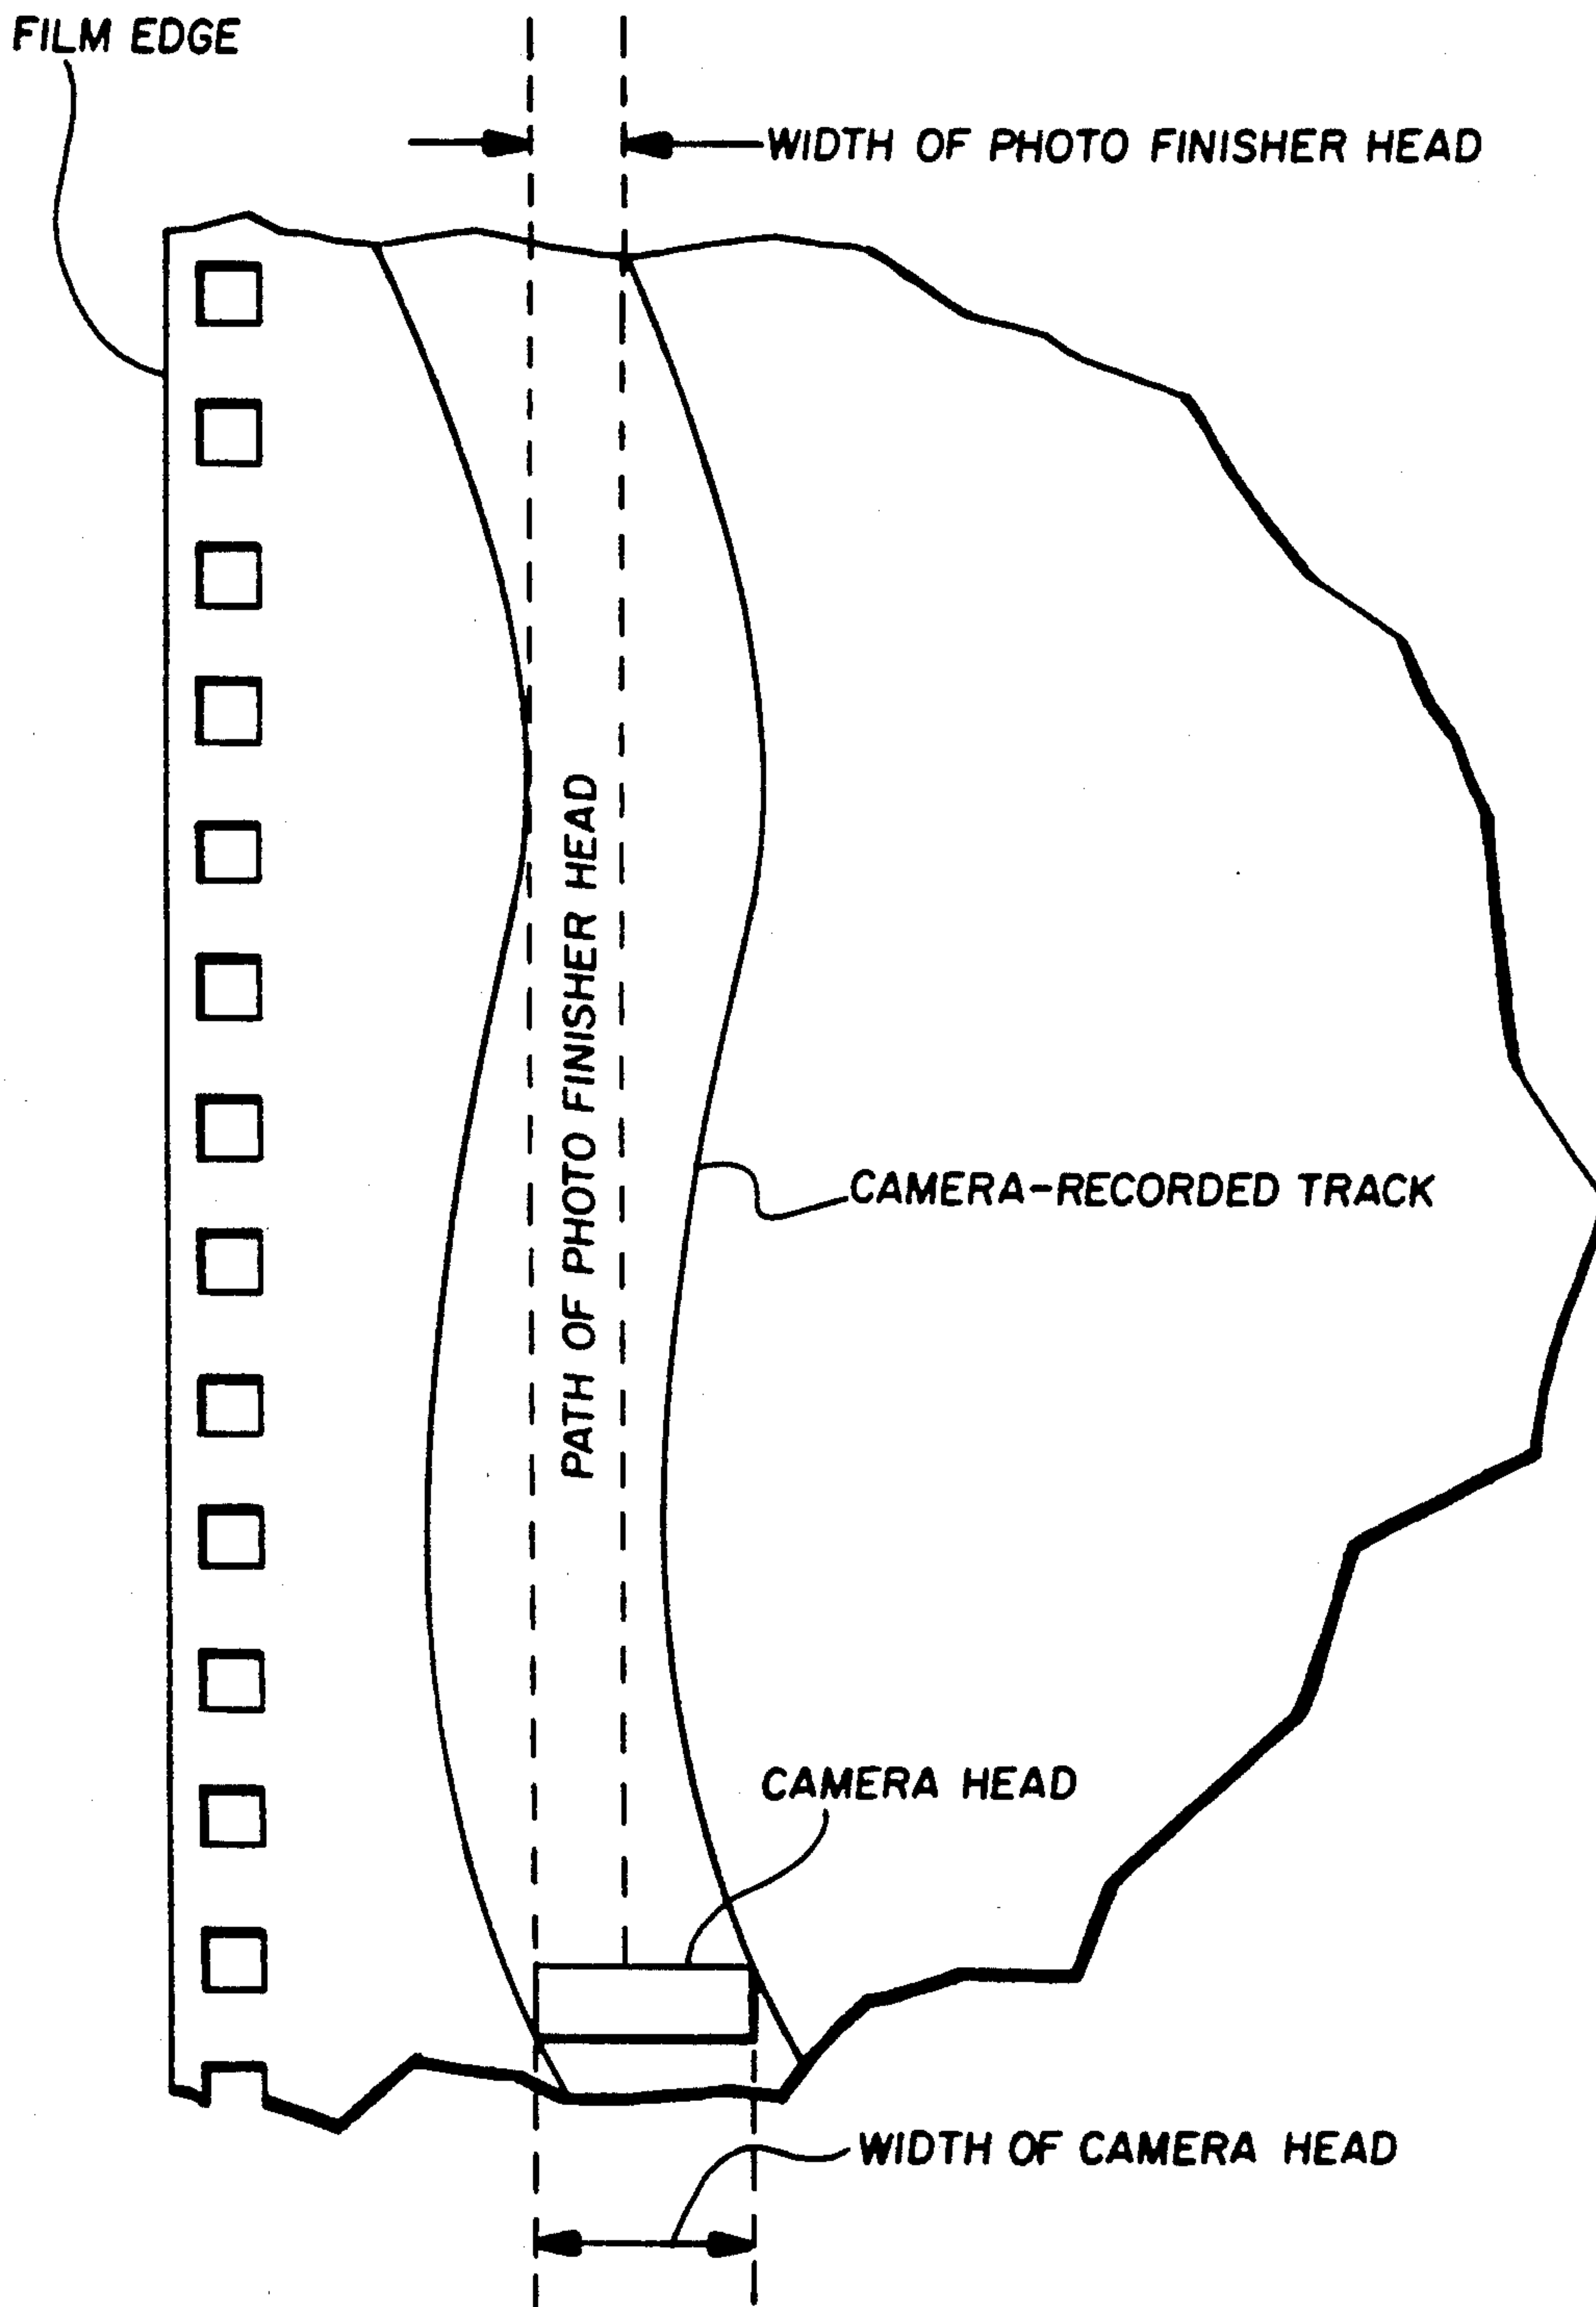 FILM EDGE
WIDTH OF PHOTO FINISHER HEAD
PATH OF PHOTO FINISHER HEAD
CAMERA-RECORDED TRACK
CAMERA HEAD
WIDTH OF CAMERA HEAD